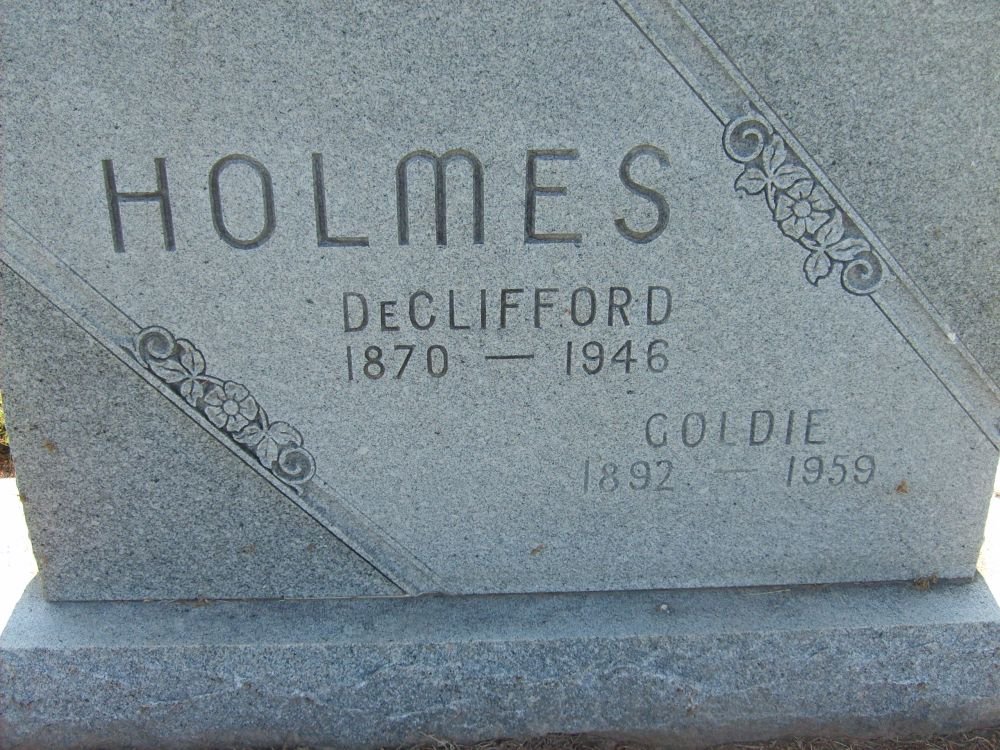 HOLMES
DECLIFFORD
1870 — 1946
GOLDIE
1892 — 1959